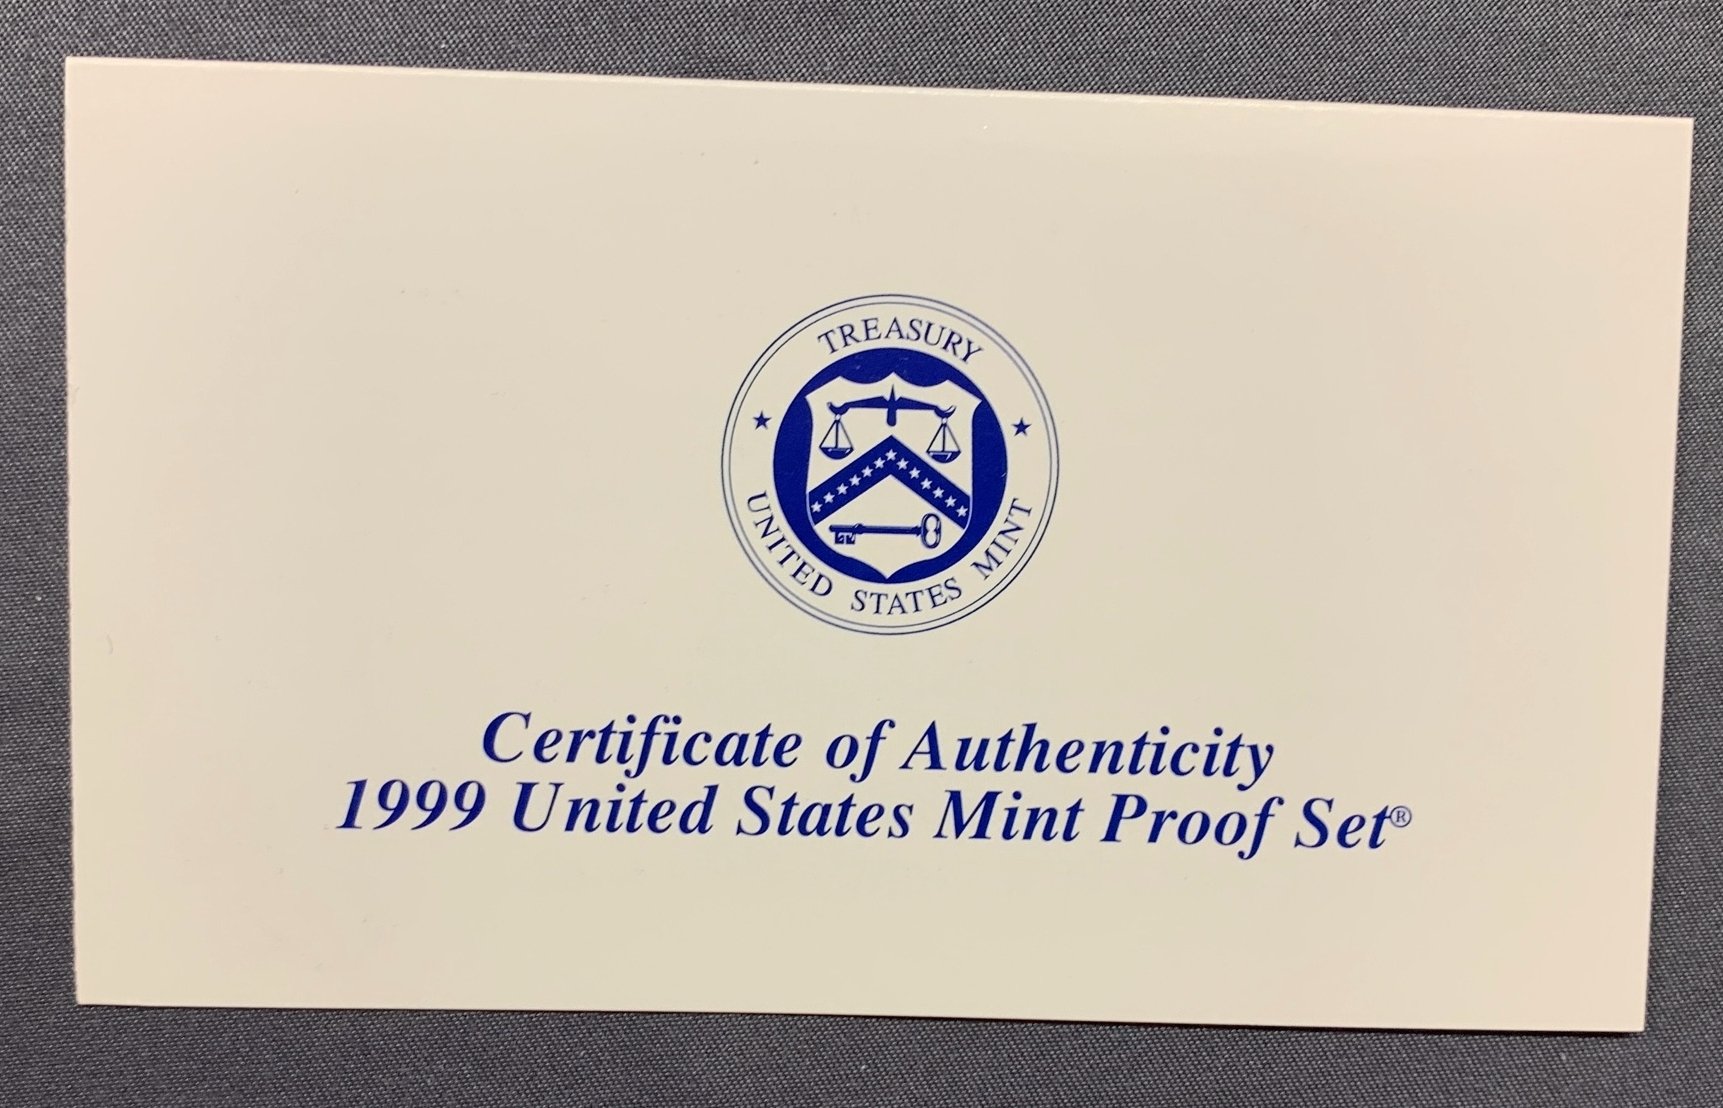 TREASURY
UNITED STATES MINT
Certificate of Authenticity
1999 United States Mint Proof Set®